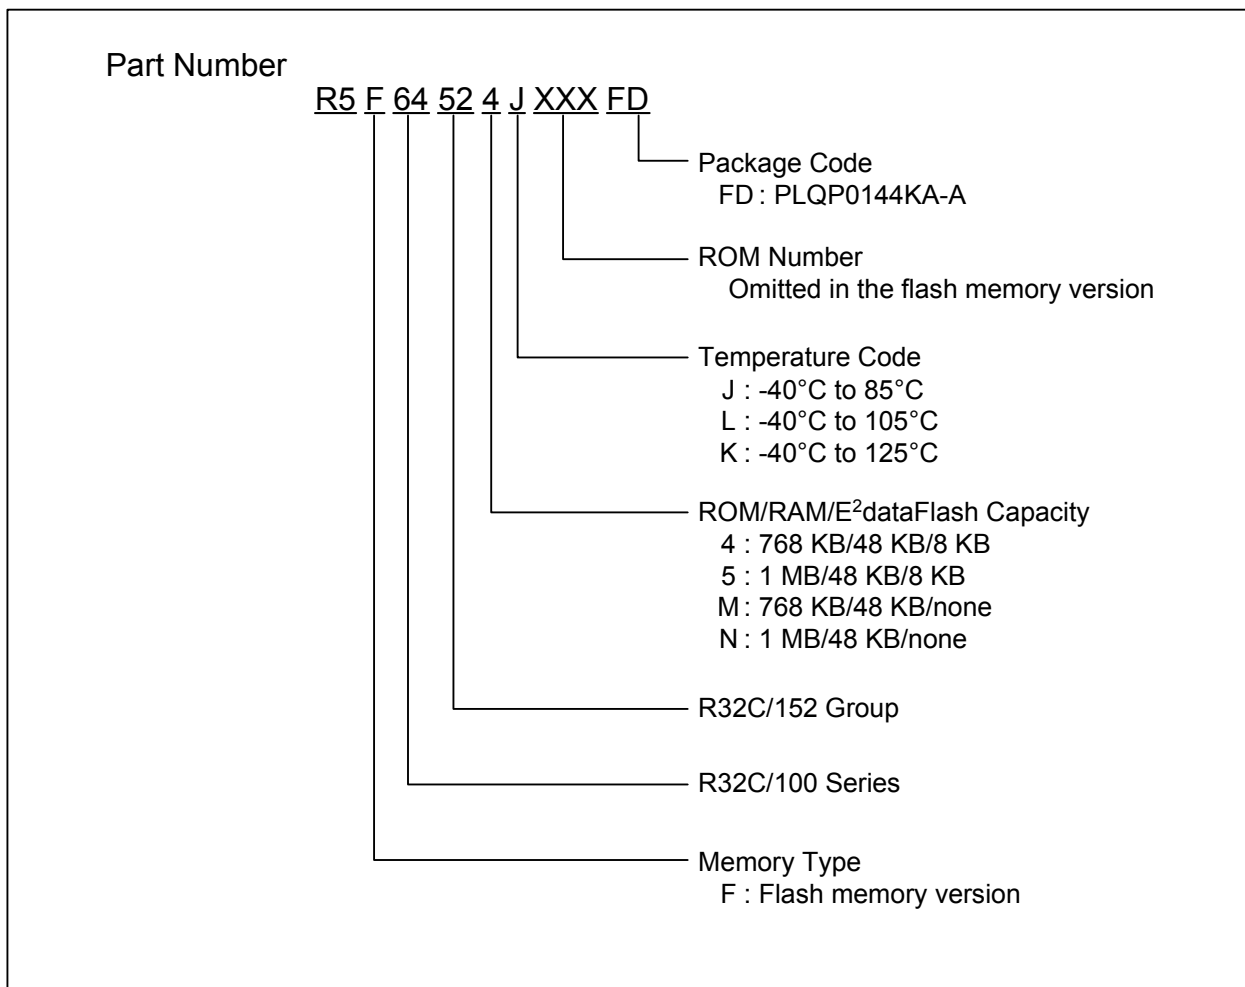 Part Number
R5 F 64 52 4 J XXX FD
Package Code
FD : PLQP0144KA-A
ROM Number
Omitted in the flash memory version
Temperature Code
J : -40°C to 85°C
L : -40°C to 105°C
K : -40°C to 125°C
ROM/RAM/E²dataFlash Capacity
4 : 768 KB/48 KB/8 KB
5 : 1 MB/48 KB/8 KB
M : 768 KB/48 KB/none
N : 1 MB/48 KB/none
R32C/152 Group
R32C/100 Series
Memory Type
F : Flash memory version